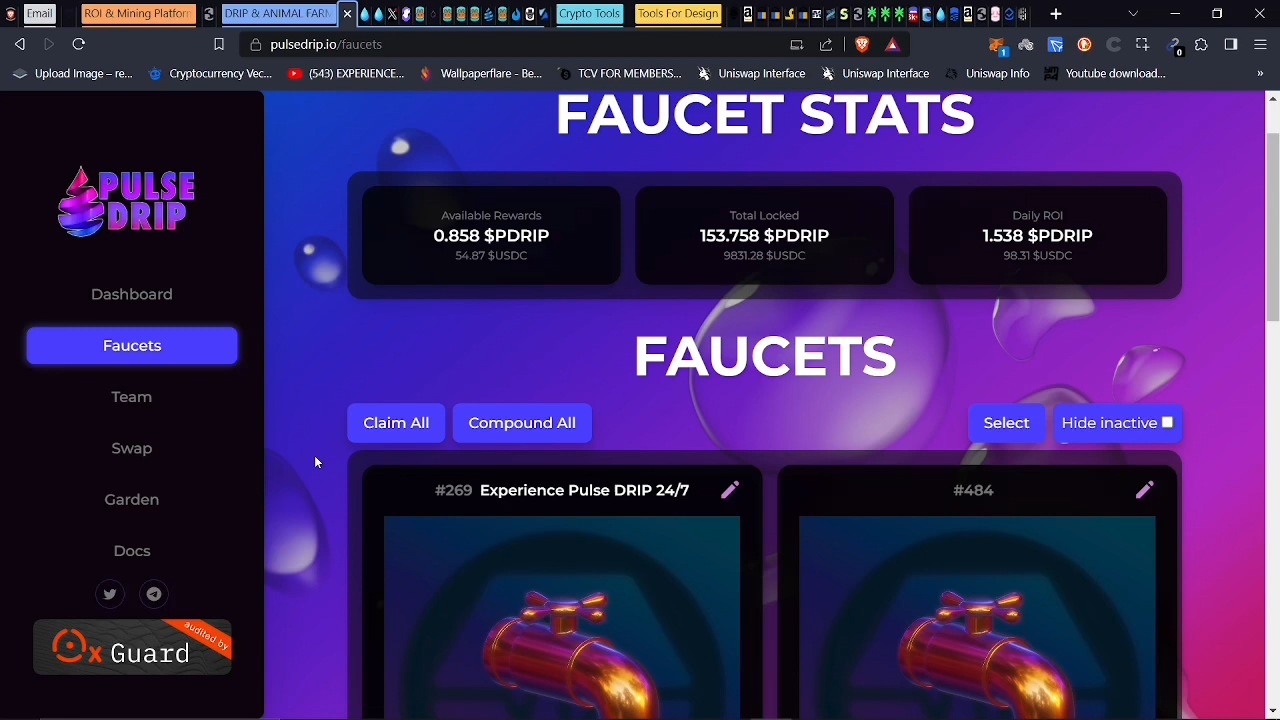 Email
ROI & Mining Platform
DRIP & ANIMAL FARM
Crypto Tools
Tools For Design
pulsedrip.io/faucets
1
0
Upload Image – re...
Cryptocurrency Vec...
(543) EXPERIENCE...
Wallpaperflare - Be...
TCV FOR MEMBERS...
Uniswap Interface
Uniswap Interface
Uniswap Info
Youtube download...
»
PULSE
DRIP
Dashboard
Faucets
Team
Swap
Garden
Docs
audited by
0x Guard
FAUCET STATS
Available Rewards
0.858 $PDRIP
54.87 $USDC
Total Locked
153.758 $PDRIP
9831.28 $USDC
Daily ROI
1.538 $PDRIP
98.31 $USDC
FAUCETS
Claim All
Compound All
Select
Hide inactive
#269 Experience Pulse DRIP 24/7
#484